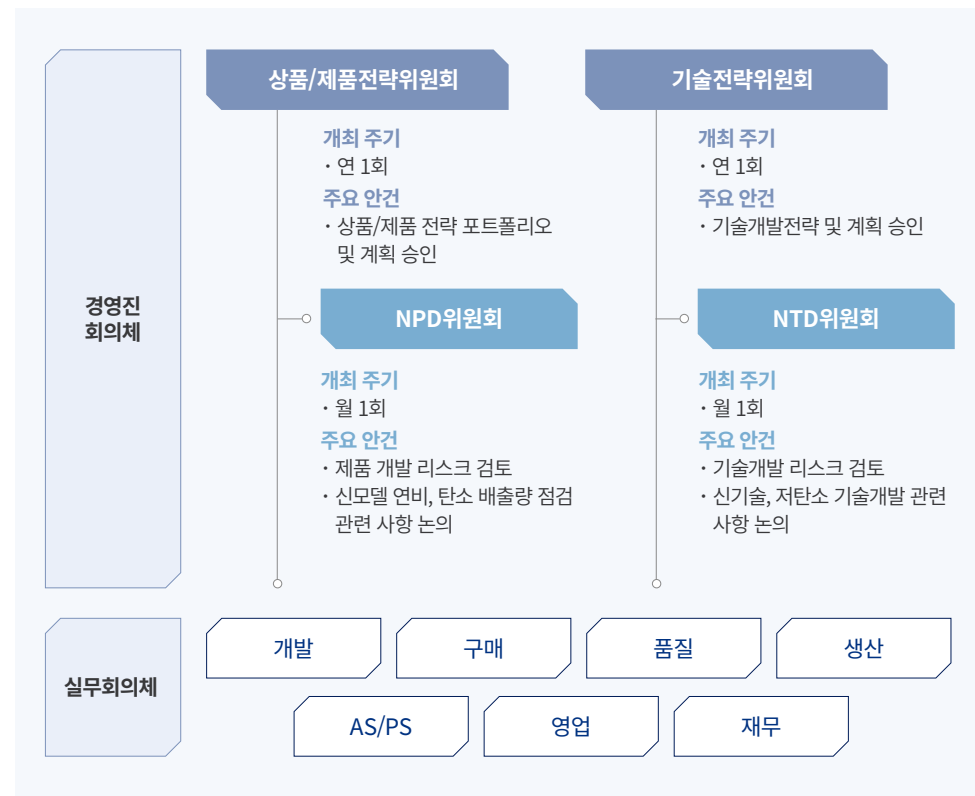 경영진
회의체
상품/제품전략위원회
개최 주기
· 연 1회
주요 안건
· 상품/제품 전략 포트폴리오
및 계획 승인
NPD위원회
개최 주기
· 월 1회
주요 안건
· 제품 개발 리스크 검토
· 신모델 연비, 탄소 배출량 점검
관련 사항 논의
기술전략위원회
개최 주기
· 연 1회
주요 안건
· 기술개발전략 및 계획 승인
NTD위원회
개최 주기
· 월 1회
주요 안건
· 기술개발 리스크 검토
· 신기술, 저탄소 기술개발 관련
사항 논의
실무회의체
개발
구매
품질
생산
AS/PS
영업
재무